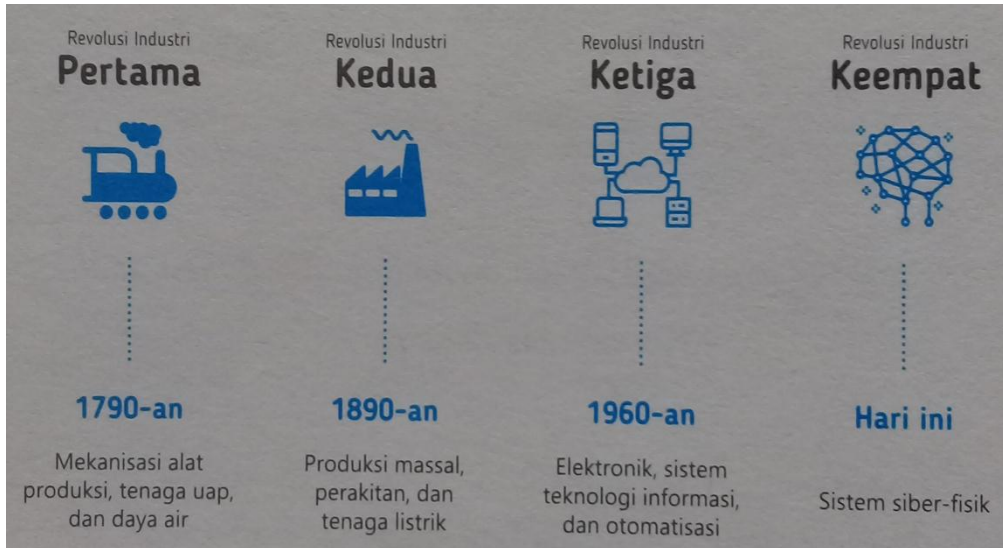 Revolusi Industri
Pertama
1790-an
Mekanisasi alat
produksi, tenaga uap,
dan daya air
Revolusi Industri
Kedua
1890-an
Produksi massal,
perakitan, dan
tenaga listrik
Revolusi Industri
Ketiga
1960-an
Elektronik, sistem
teknologi informasi,
dan otomatisasi
Revolusi Industri
Keempat
Hari ini
Sistem siber-fisik